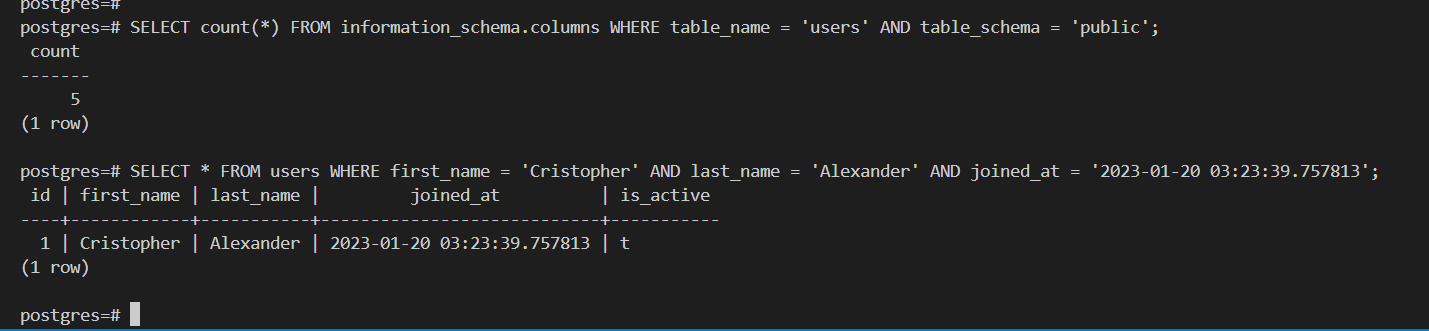 postgres=#
postgres=# SELECT count(*) FROM information_schema.columns WHERE table_name = 'users' AND table_schema = 'public';
 count
-------
     5
(1 row)

postgres=# SELECT * FROM users WHERE first_name = 'Cristopher' AND last_name = 'Alexander' AND joined_at = '2023-01-20 03:23:39.757813';
 id | first_name | last_name |         joined_at          | is_active
----+------------+-----------+----------------------------+-----------
  1 | Cristopher | Alexander | 2023-01-20 03:23:39.757813 | t
(1 row)

postgres=#